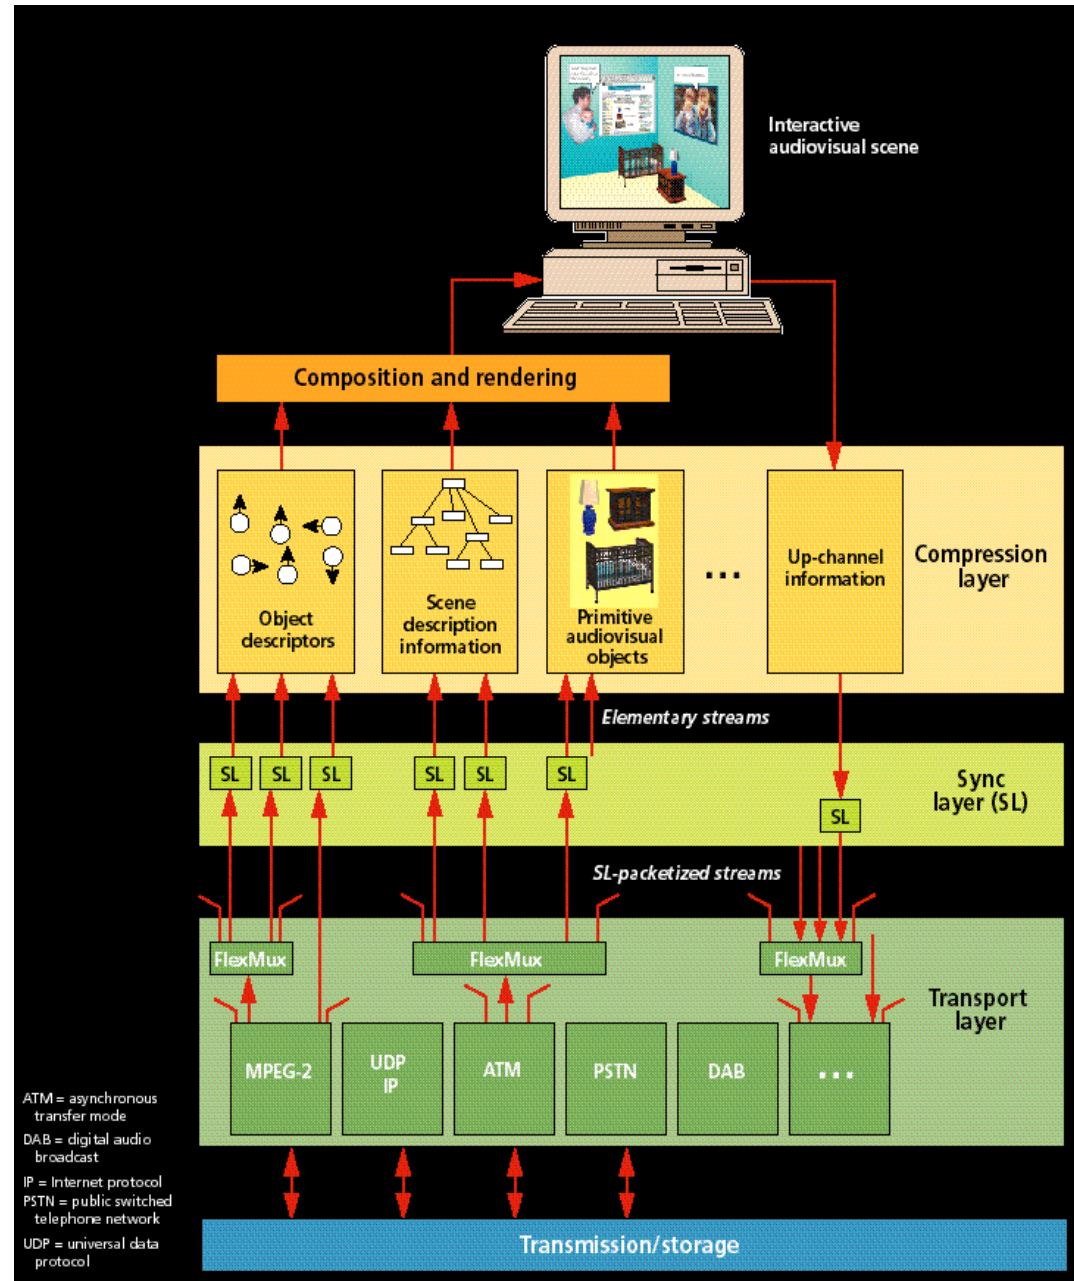 Interactive
audiovisual scene
Composition and rendering
Object
descriptors
Scene
description
information
Primitive
audiovisual
objects
...
Up-channel
information
Compression
layer
Elementary streams
SL
SL
SL
SL
SL
SL
SL
Sync
layer (SL)
SL-packetized streams
FlexMux
FlexMux
FlexMux
Transport
layer
MPEG-2
UDP
IP
ATM
PSTN
DAB
...
ATM = asynchronous
transfer mode
DAB = digital audio
broadcast
IP = Internet protocol
PSTN = public switched
telephone network
UDP = universal data
protocol
Transmission/storage